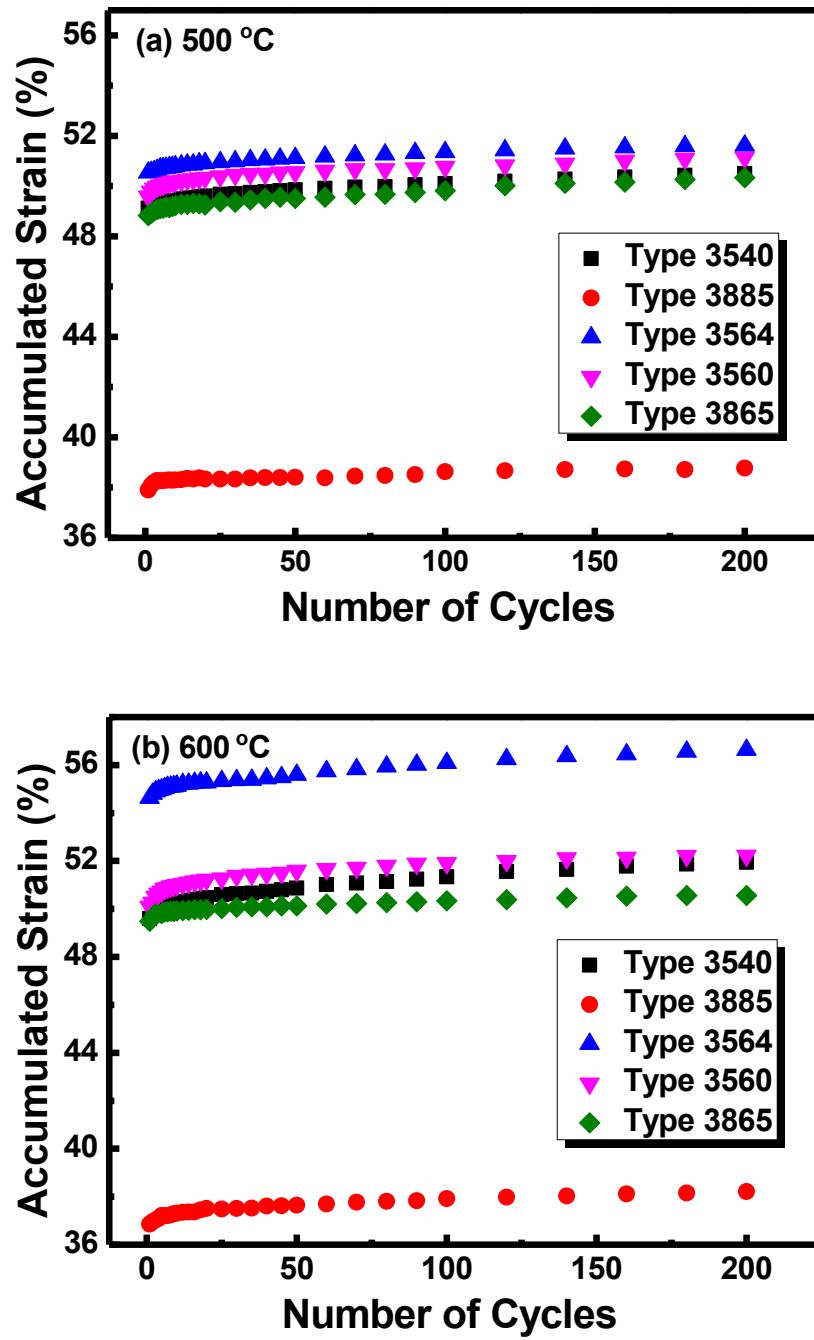 (a) 500 °C
56
52
48
44
40
36
Accumulated Strain (%)
Type 3540
Type 3885
Type 3564
Type 3560
Type 3865
0 50 100 150 200
Number of Cycles
(b) 600 °C
56
52
48
44
40
36
Accumulated Strain (%)
Type 3540
Type 3885
Type 3564
Type 3560
Type 3865
0 50 100 150 200
Number of Cycles